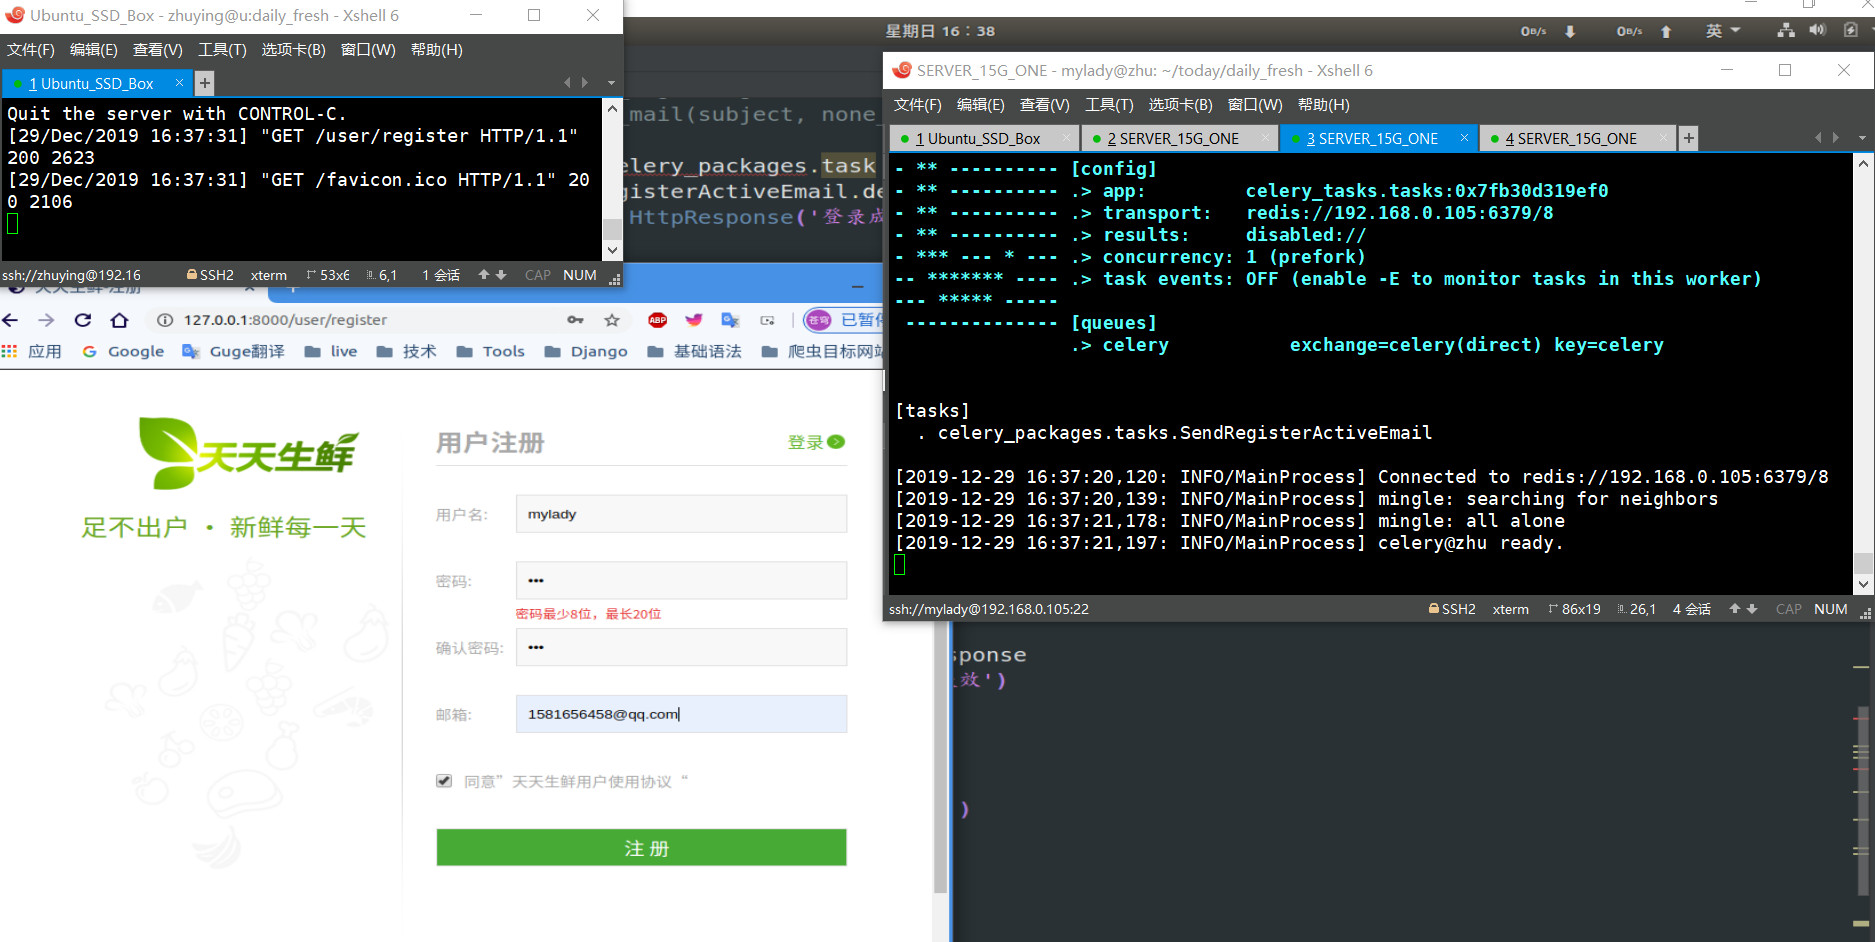 Ubuntu_SSD_Box - zhuying@u:daily_fresh - Xshell 6
文件(F) 编辑(E) 查看(V) 工具(T) 选项卡(B) 窗口(W) 帮助(H)
1 Ubuntu_SSD_Box
Quit the server with CONTROL-C.
[29/Dec/2019 16:37:31] "GET /user/register HTTP/1.1"
200 2623
[29/Dec/2019 16:37:31] "GET /favicon.ico HTTP/1.1" 20
0 2106
ssh://zhuying@192.16 SSH2 xterm 53x6 6,1 1 会话 CAP NUM
星期日 16：38
0B/s 0B/s 英
_mail(subject, none_
elery_packages.task
gisterActiveEmail.de
HttpResponse('登录成
SERVER_15G_ONE - mylady@zhu: ~/today/daily_fresh - Xshell 6
文件(F) 编辑(E) 查看(V) 工具(T) 选项卡(B) 窗口(W) 帮助(H)
1 Ubuntu_SSD_Box 2 SERVER_15G_ONE 3 SERVER_15G_ONE 4 SERVER_15G_ONE
- ** ---------- [config]
- ** ---------- .> app: celery_tasks.tasks:0x7fb30d319ef0
- ** ---------- .> transport: redis://192.168.0.105:6379/8
- ** ---------- .> results: disabled://
- *** --- * --- .> concurrency: 1 (prefork)
-- ******* ---- .> task events: OFF (enable -E to monitor tasks in this worker)
--- ***** -----
-------------- [queues]
.> celery exchange=celery(direct) key=celery
[tasks]
. celery_packages.tasks.SendRegisterActiveEmail
[2019-12-29 16:37:20,120: INFO/MainProcess] Connected to redis://192.168.0.105:6379/8
[2019-12-29 16:37:20,139: INFO/MainProcess] mingle: searching for neighbors
[2019-12-29 16:37:21,178: INFO/MainProcess] mingle: all alone
[2019-12-29 16:37:21,197: INFO/MainProcess] celery@zhu ready.
ssh://mylady@192.168.0.105:22 SSH2 xterm 86x19 26,1 4 会话 CAP NUM
天天生鲜-注册
127.0.0.1:8000/user/register ABP 苍穹 已暂停
应用 Google Guge翻译 live 技术 Tools Django 基础语法 爬虫目标网站
天天生鲜
足不出户 · 新鲜每一天
用户注册 登录
用户名: mylady
密码: •••
密码最少8位，最长20位
确认密码: •••
邮箱: 1581656458@qq.com
同意”天天生鲜用户使用协议“
注 册
sponse
效')
)